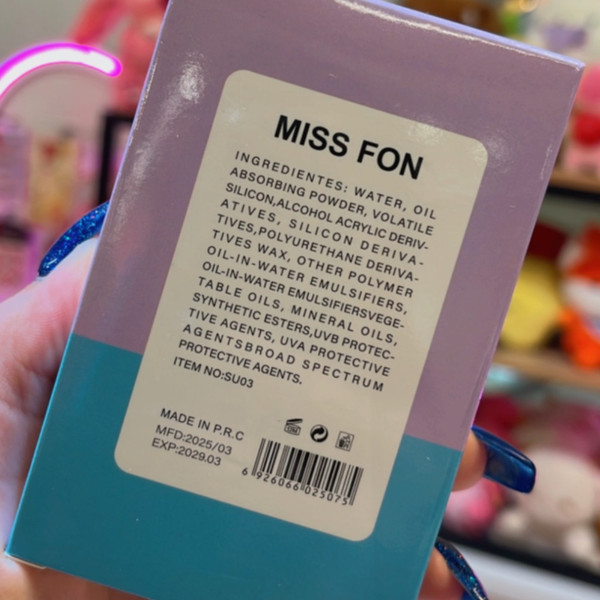 MISS FON
INGREDIENTES: WATER, OIL
ABSORBING POWDER, VOLATILE
SILICON,ALCOHOL ACRYLIC DERIV-
ATIVES, SILICON DERIVA-
TIVES,POLYURETHANE DERIVA-
TIVES WAX, OTHER POLYMER
OIL-IN-WATER EMULSIFIERS,
OIL-IN-WATER EMULSIFIERSVEGE-
TABLE OILS, MINERAL OILS,
SYNTHETIC ESTERS,UVB PROTEC-
TIVE AGENTS, UVA PROTECTIVE
AGENTSBROAD SPECTRUM
PROTECTIVE AGENTS.
ITEM NO:SU03
MADE IN P.R.C
MFD:2025/03
EXP:2029.03
6 926066 025075